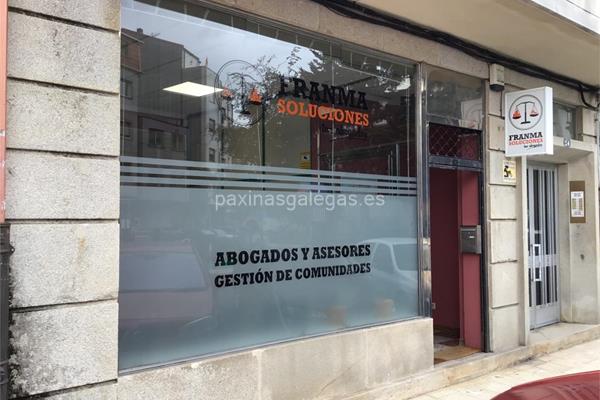 FRANMA
SOLUCIONES
paxinasgalegas.es
ABOGADOS Y ASESORES
GESTIÓN DE COMUNIDADES
FRANMA
SOLUCIONES